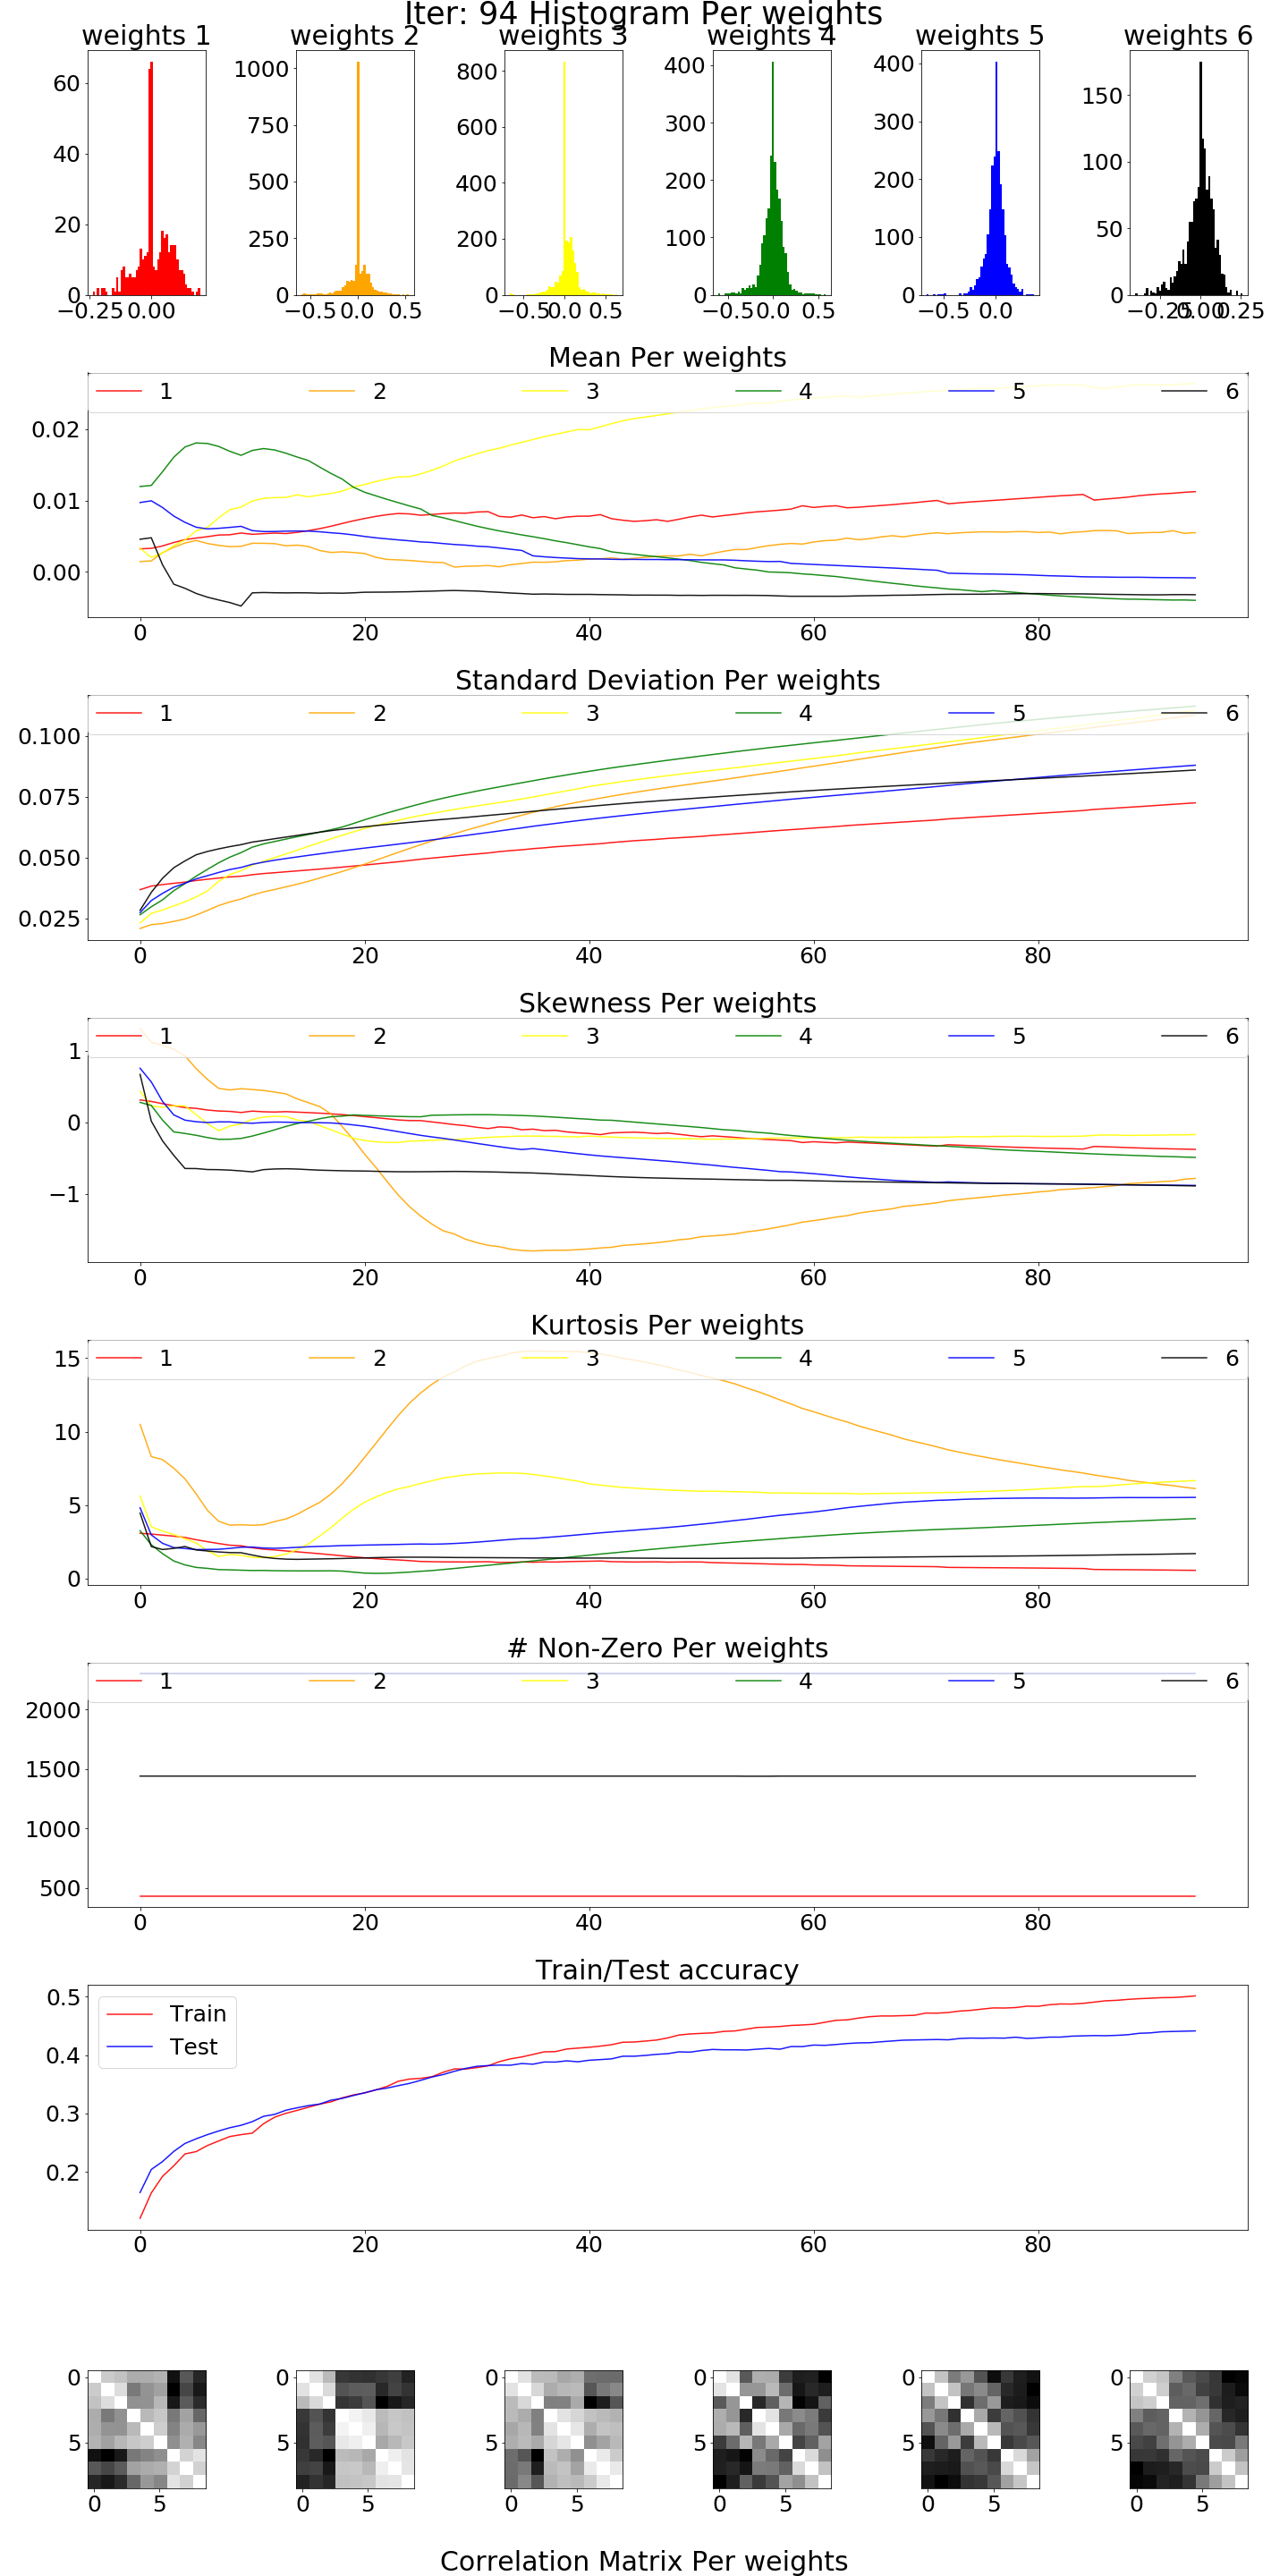 Iter: 94 Histogram Per weights
weights 1 weights 2 weights 3 weights 4 weights 5 weights 6
60
40
20
0
−0.25 0.00
1000
750
500
250
0
−0.5 0.0 0.5
800
600
400
200
0
−0.5 0.0 0.5
400
300
200
100
0
−0.5 0.0 0.5
400
300
200
100
0
−0.5 0.0
150
100
50
0
−0.25 0.00 0.25
Mean Per weights
1 2 3 4 5 6
0.02
0.01
0.00
0 20 40 60 80
Standard Deviation Per weights
1 2 3 4 5 6
0.100
0.075
0.050
0.025
0 20 40 60 80
Skewness Per weights
1 2 3 4 5 6
1
0
−1
0 20 40 60 80
Kurtosis Per weights
1 2 3 4 5 6
15
10
5
0
0 20 40 60 80
# Non-Zero Per weights
1 2 3 4 5 6
2000
1500
1000
500
0 20 40 60 80
Train/Test accuracy
Train
Test
0.5
0.4
0.3
0.2
0 20 40 60 80
0 0 0 0 0 0
5 5 5 5 5 5
0 5 0 5 0 5 0 5 0 5 0 5
Correlation Matrix Per weights